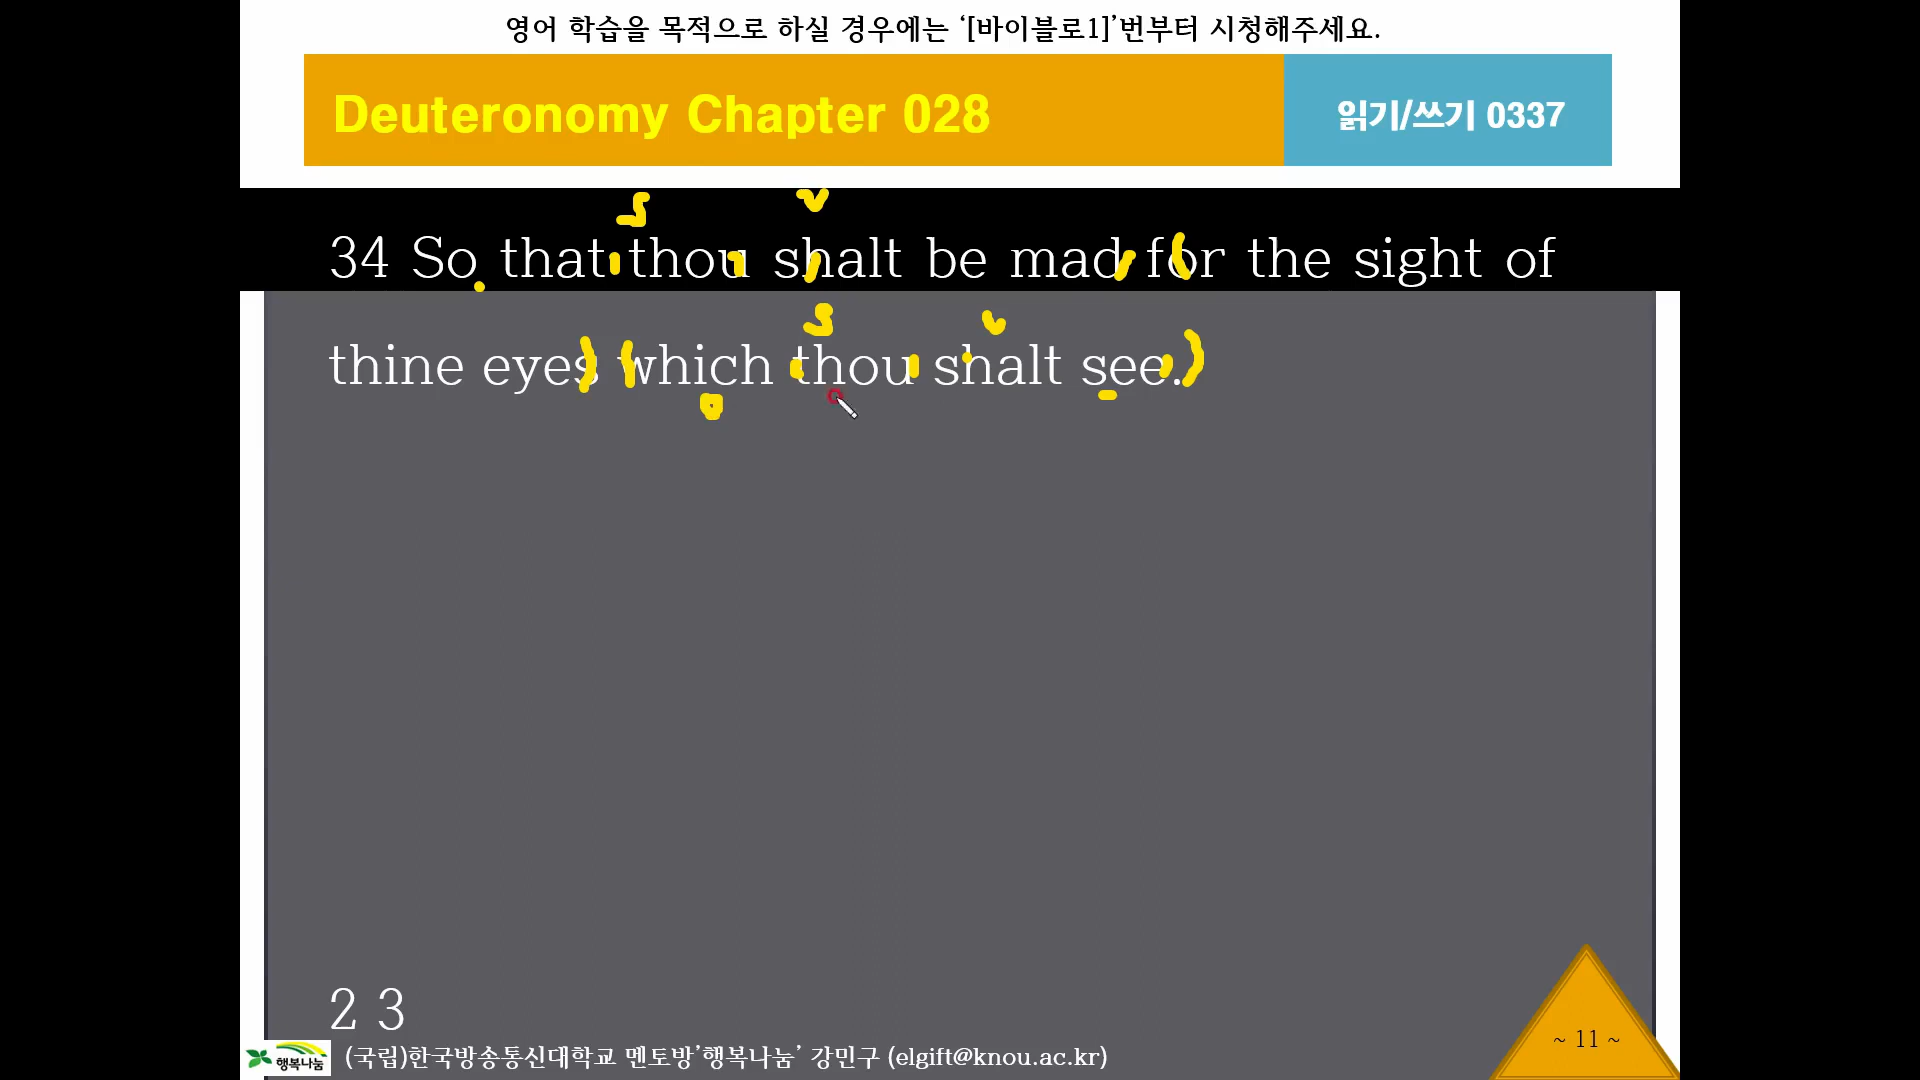 영어 학습을 목적으로 하실 경우에는 ‘[바이블로1]’번부터 시청해주세요.
Deuteronomy Chapter 028
읽기/쓰기 0337
34 So that thou shalt be mad for the sight of
thine eyes which thou shalt see.
2 3
행복나눔
(국립)한국방송통신대학교 멘토방’행복나눔’ 강민구 (elgift@knou.ac.kr)
~ 11 ~